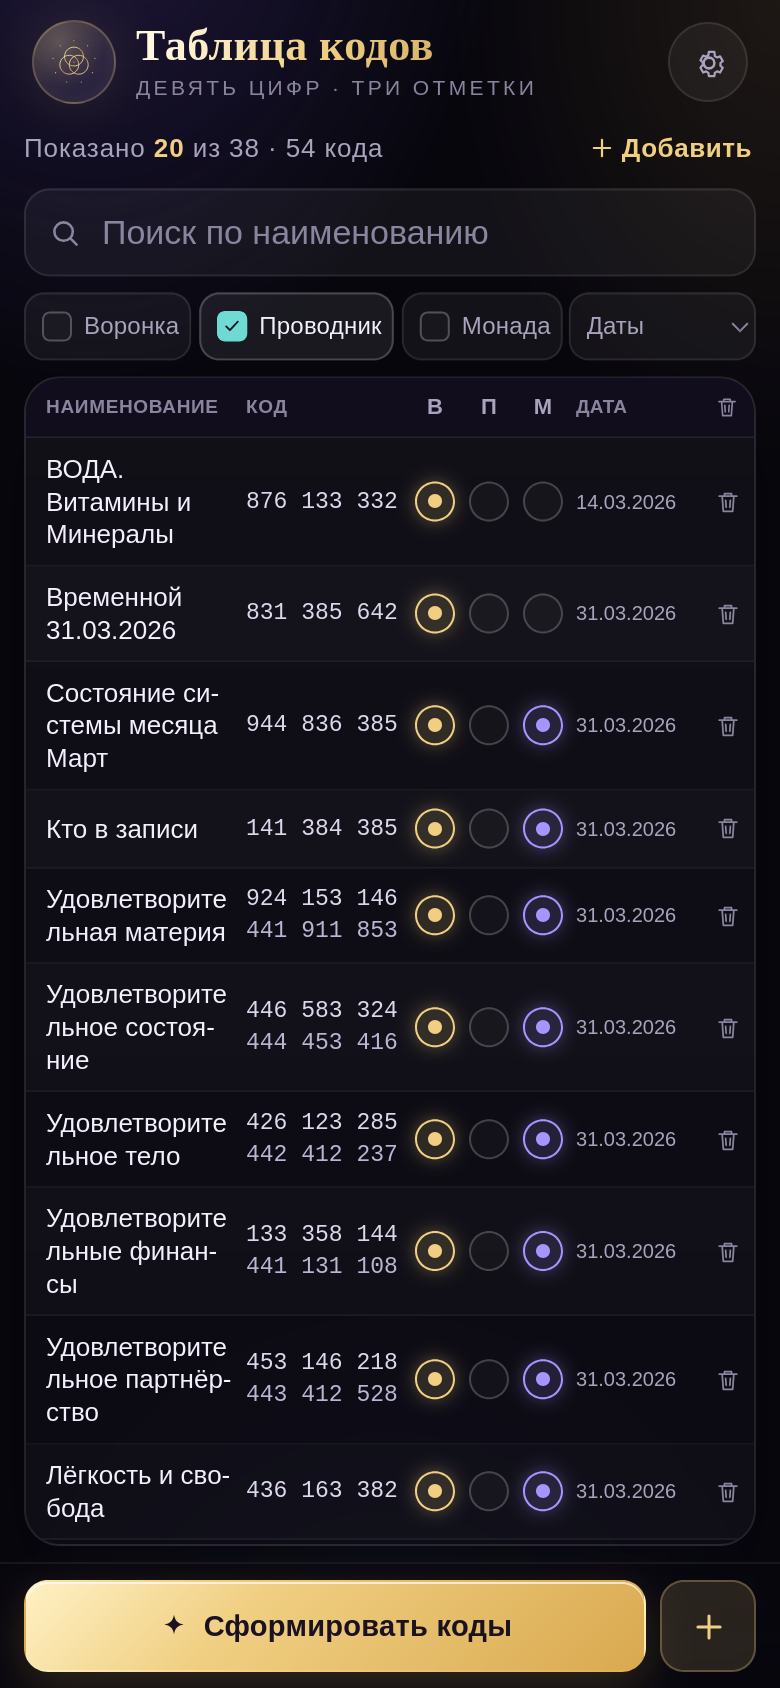 Таблица кодов
ДЕВЯТЬ ЦИФР · ТРИ ОТМЕТКИ
Показано 20 из 38 · 54 кода
+ Добавить
Поиск по наименованию
Воронка Проводник Монада Даты
НАИМЕНОВАНИЕ КОД В П М ДАТА
ВОДА.
Витамины и
Минералы
876 133 332 14.03.2026
Временной
31.03.2026
831 385 642 31.03.2026
Состояние си-
стемы месяца
Март
944 836 385 31.03.2026
Кто в записи 141 384 385 31.03.2026
Удовлетворите
льная материя
924 153 146
441 911 853
31.03.2026
Удовлетворите
льное состоя-
ние
446 583 324
444 453 416
31.03.2026
Удовлетворите
льное тело
426 123 285
442 412 237
31.03.2026
Удовлетворите
льные финан-
сы
133 358 144
441 131 108
31.03.2026
Удовлетворите
льное партнёр-
ство
453 146 218
443 412 528
31.03.2026
Лёгкость и сво-
бода
436 163 382 31.03.2026
✦ Сформировать коды
+